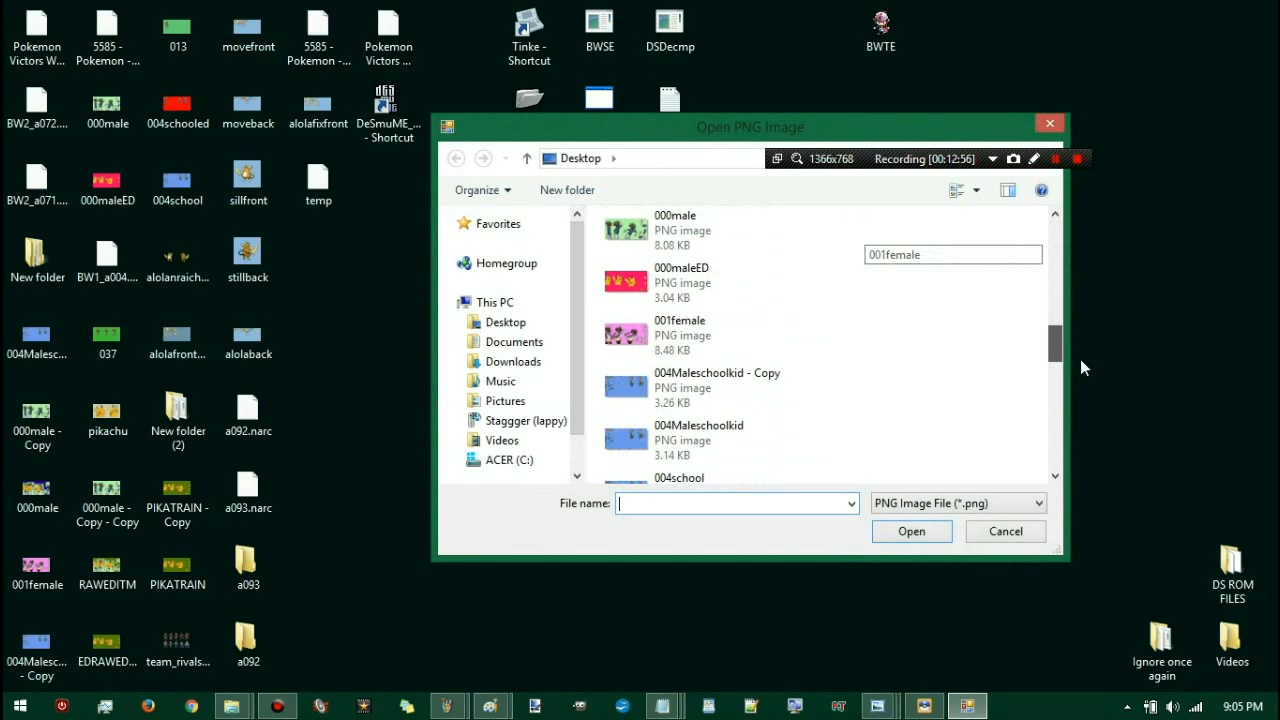 Pokemon
Victors W...
5585 -
Pokemon -...
013
movefront
5585 -
Pokemon -...
Pokemon
Victors ...
Tinke -
Shortcut
BWSE
DSDecmp
BWTE
BW2_a072....
000male
004schooled
moveback
alolafixfront
DeSmuME_...
- Shortcut
BW2_a071....
000maleED
004school
sillfront
temp
New folder
BW1_a004....
alolanraich...
stillback
004Malesc...
037
alolafront...
alolaback
000male -
Copy
pikachu
New folder
(2)
a092.narc
000male
000male -
Copy - Copy
PIKATRAIN -
Copy
a093.narc
001female
RAWEDITM
PIKATRAIN
a093
004Malesc...
- Copy
EDRAWED...
team_rivals...
a092
Open PNG Image
Desktop
1366x768
Recording [00:12:56]
Organize
New folder
Favorites
Homegroup
This PC
Desktop
Documents
Downloads
Music
Pictures
Staggger (lappy)
Videos
ACER (C:)
000male
PNG image
8.08 KB
000maleED
PNG image
3.04 KB
001female
PNG image
8.48 KB
004Maleschoolkid - Copy
PNG image
3.26 KB
004Maleschoolkid
PNG image
3.14 KB
004school
001female
File name:
PNG Image File (*.png)
Open
Cancel
DS ROM
FILES
Ignore once
again
Videos
9:05 PM